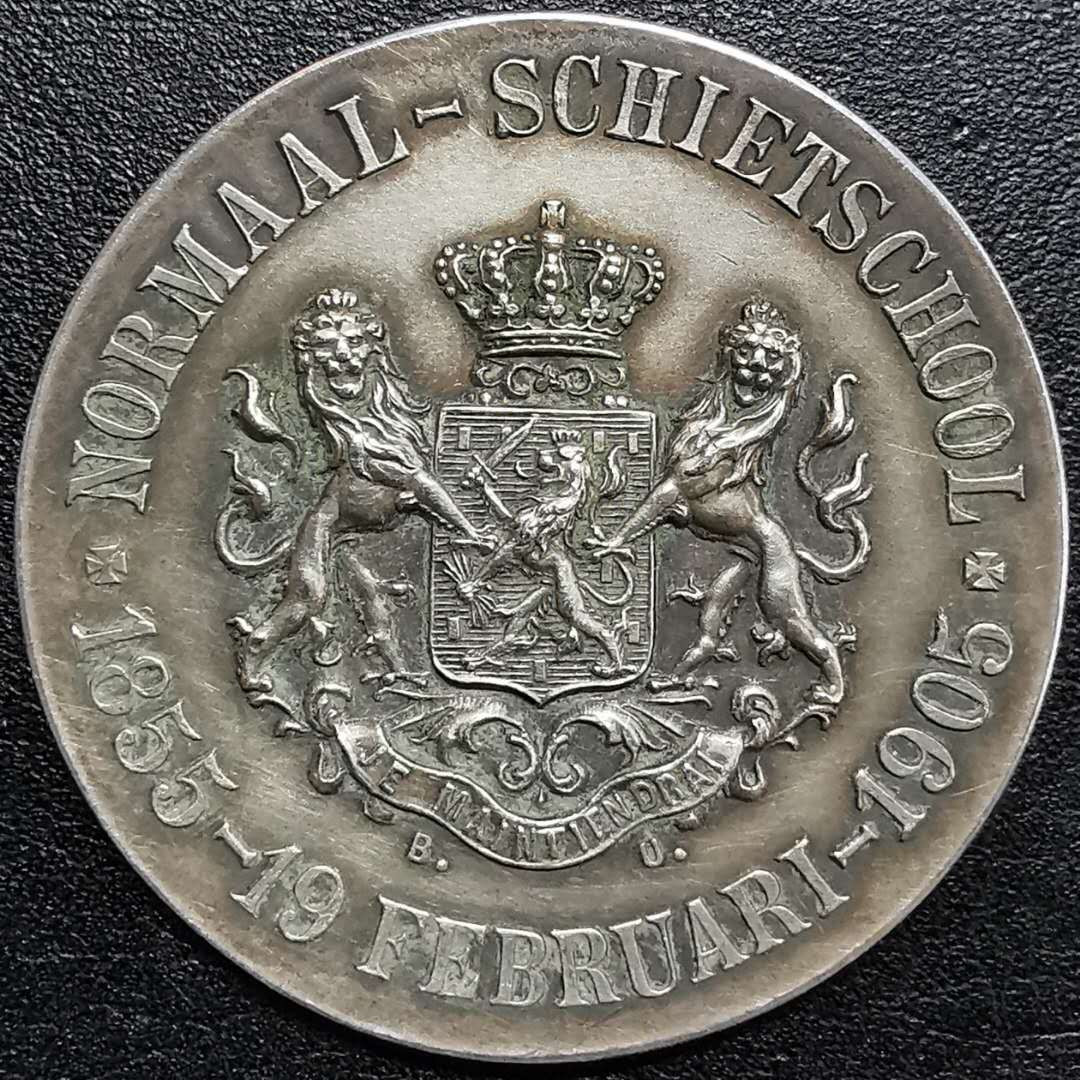 NORMAAL-SCHIETSCHOOL
1855-19 FEBRUARI-1905
JE MAINTIENDRAI
B. U.